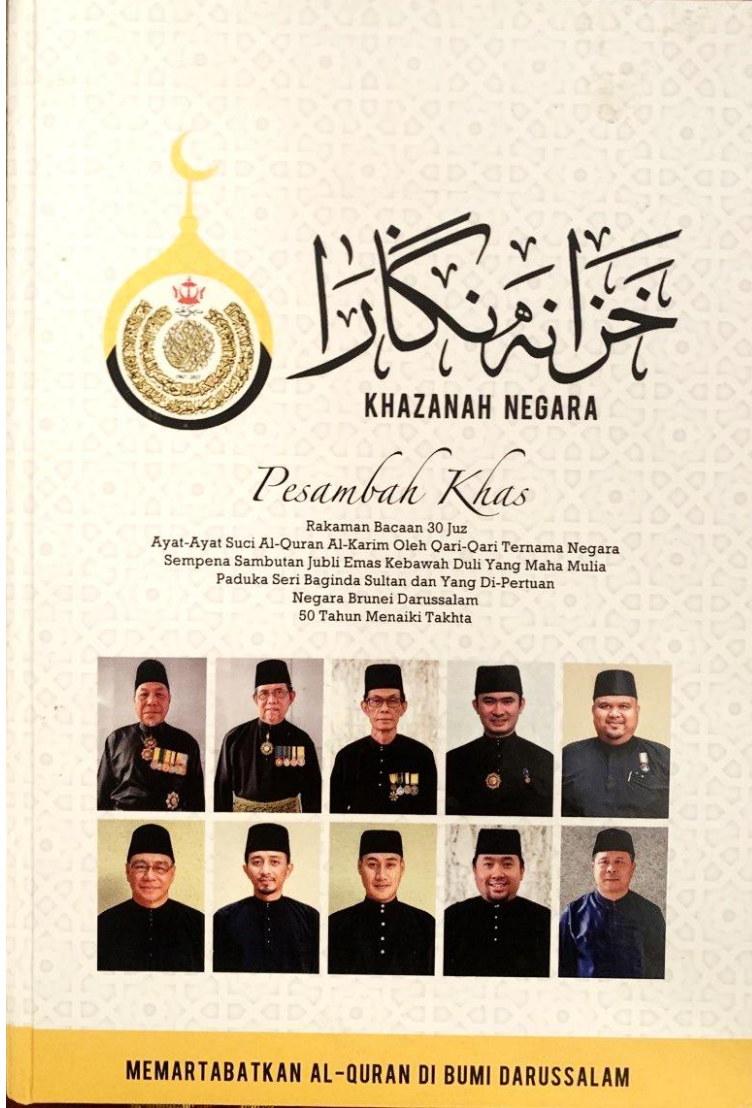 خزانه نگارا
KHAZANAH NEGARA
Pesambah Khas
Rakaman Bacaan 30 Juz
Ayat-Ayat Suci Al-Quran Al-Karim Oleh Qari-Qari Ternama Negara
Sempena Sambutan Jubli Emas Kebawah Duli Yang Maha Mulia
Paduka Seri Baginda Sultan dan Yang Di-Pertuan
Negara Brunei Darussalam
50 Tahun Menaiki Takhta
MEMARTABATKAN AL-QURAN DI BUMI DARUSSALAM